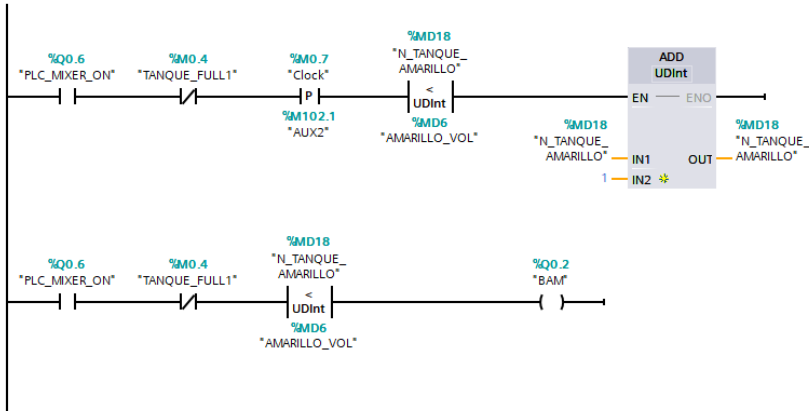 %Q0.6
"PLC_MIXER_ON"
%M0.4
"TANQUE_FULL1"
%M0.7
"Clock"
P
%M102.1
"AUX2"
%MD18
"N_TANQUE_
AMARILLO"
<
UDInt
%MD6
"AMARILLO_VOL"
ADD
UDInt
EN
ENO
%MD18
"N_TANQUE_
AMARILLO"
IN1
1
IN2
OUT
%MD18
"N_TANQUE_
AMARILLO"
%Q0.6
"PLC_MIXER_ON"
%M0.4
"TANQUE_FULL1"
%MD18
"N_TANQUE_
AMARILLO"
<
UDInt
%MD6
"AMARILLO_VOL"
%Q0.2
"BAM"